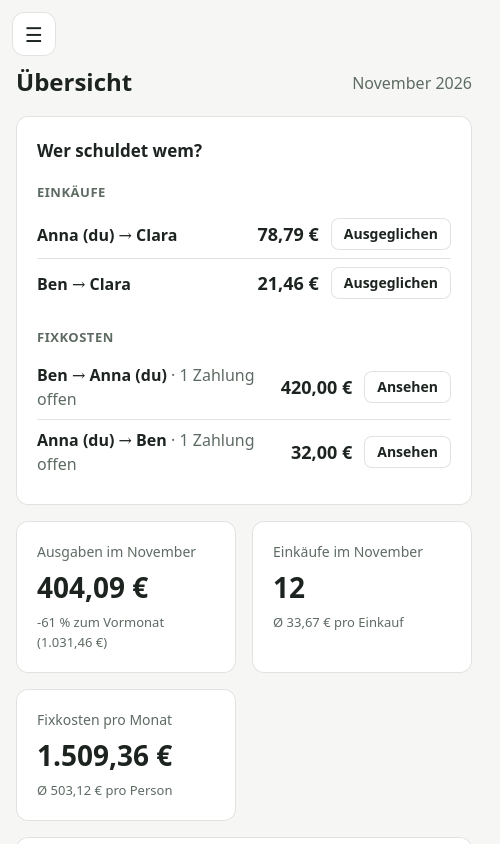 ☰
Übersicht November 2026
Wer schuldet wem?
EINKÄUFE
Anna (du) → Clara 78,79 € Ausgeglichen
Ben → Clara 21,46 € Ausgeglichen
FIXKOSTEN
Ben → Anna (du) · 1 Zahlung
offen 420,00 € Ansehen
Anna (du) → Ben · 1 Zahlung
offen 32,00 € Ansehen
Ausgaben im November
404,09 €
-61 % zum Vormonat
(1.031,46 €)
Einkäufe im November
12
Ø 33,67 € pro Einkauf
Fixkosten pro Monat
1.509,36 €
Ø 503,12 € pro Person